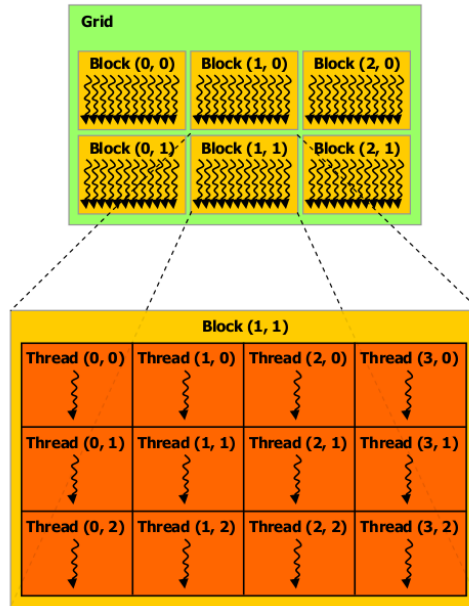 Grid
Block (0, 0) Block (1, 0) Block (2, 0)
Block (0, 1) Block (1, 1) Block (2, 1)
Block (1, 1)
Thread (0, 0) Thread (1, 0) Thread (2, 0) Thread (3, 0)
Thread (0, 1) Thread (1, 1) Thread (2, 1) Thread (3, 1)
Thread (0, 2) Thread (1, 2) Thread (2, 2) Thread (3, 2)